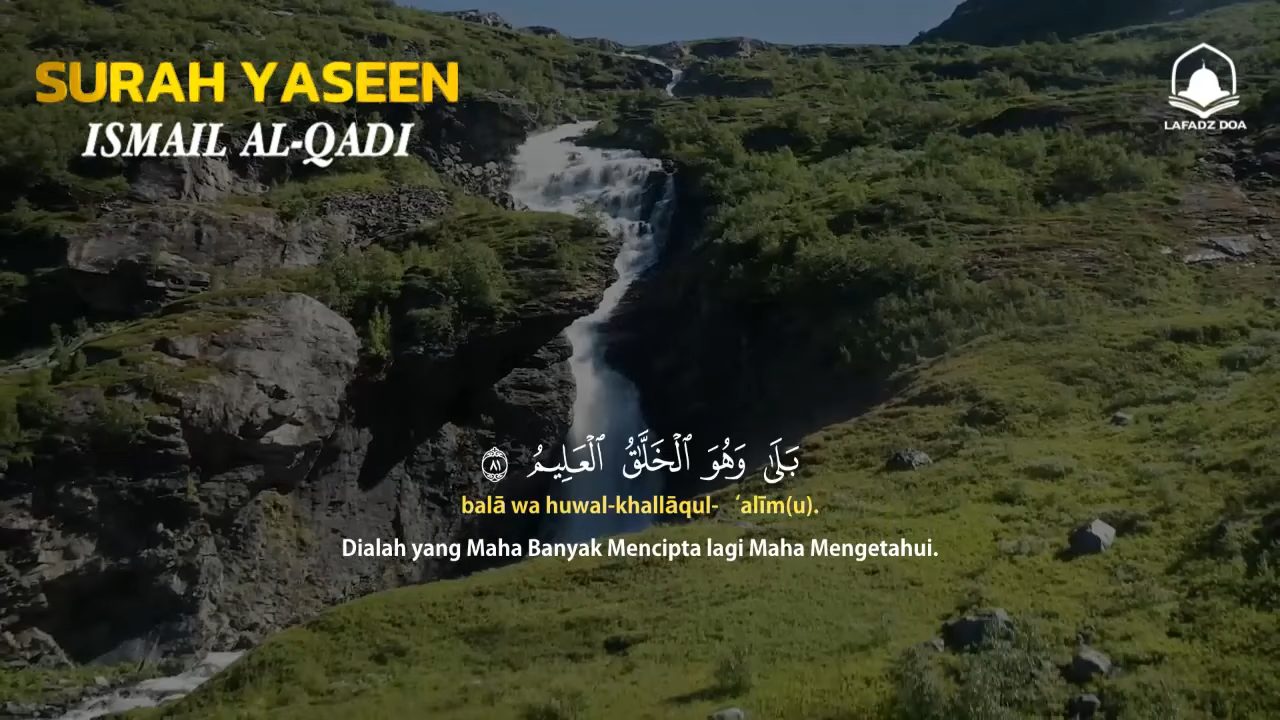 SURAH YASEEN
ISMAIL AL-QADI
LAFADZ DOA
بَلَىٰ وَهُوَ ٱلْخَلَّـٰقُ ٱلْعَلِيمُ ٨١
balā wa huwal-khallāqul- ‘alīm(u).
Dialah yang Maha Banyak Mencipta lagi Maha Mengetahui.